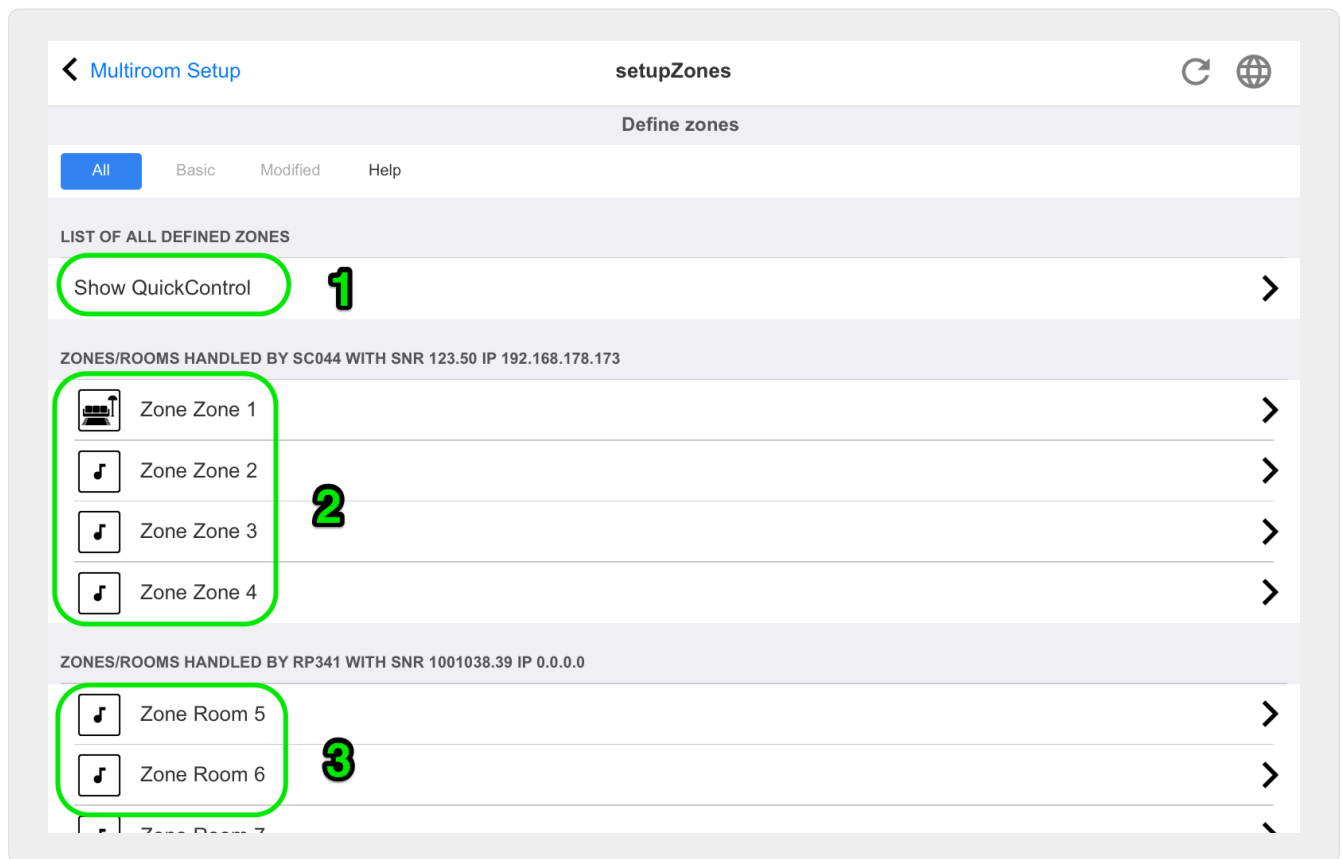 Multiroom Setup
setupZones
Define zones
All Basic Modified Help
LIST OF ALL DEFINED ZONES
Show QuickControl
1
ZONES/ROOMS HANDLED BY SC044 WITH SNR 123.50 IP 192.168.178.173
Zone Zone 1
Zone Zone 2
2
Zone Zone 3
Zone Zone 4
ZONES/ROOMS HANDLED BY RP341 WITH SNR 1001038.39 IP 0.0.0.0
Zone Room 5
3
Zone Room 6
Zone Room 7